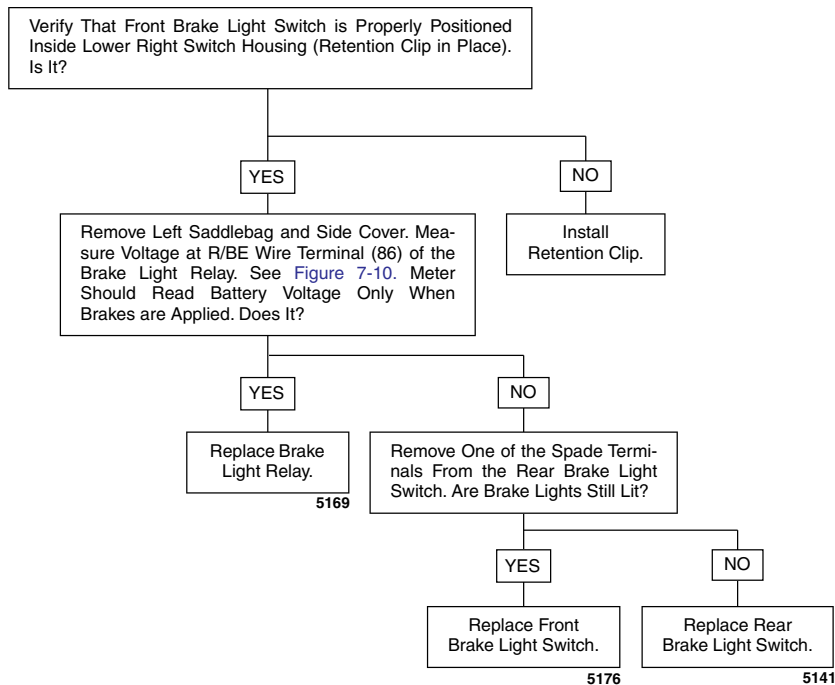 Verify That Front Brake Light Switch is Properly Positioned
Inside Lower Right Switch Housing (Retention Clip in Place).
Is It?
YES
NO
Remove Left Saddlebag and Side Cover. Mea-
sure Voltage at R/BE Wire Terminal (86) of the
Brake Light Relay. See Figure 7-10. Meter
Should Read Battery Voltage Only When
Brakes are Applied. Does It?
Install
Retention Clip.
YES
NO
Replace Brake
Light Relay.
5169
Remove One of the Spade Termi-
nals From the Rear Brake Light
Switch. Are Brake Lights Still Lit?
YES
NO
Replace Front
Brake Light Switch.
5176
Replace Rear
Brake Light Switch.
5141